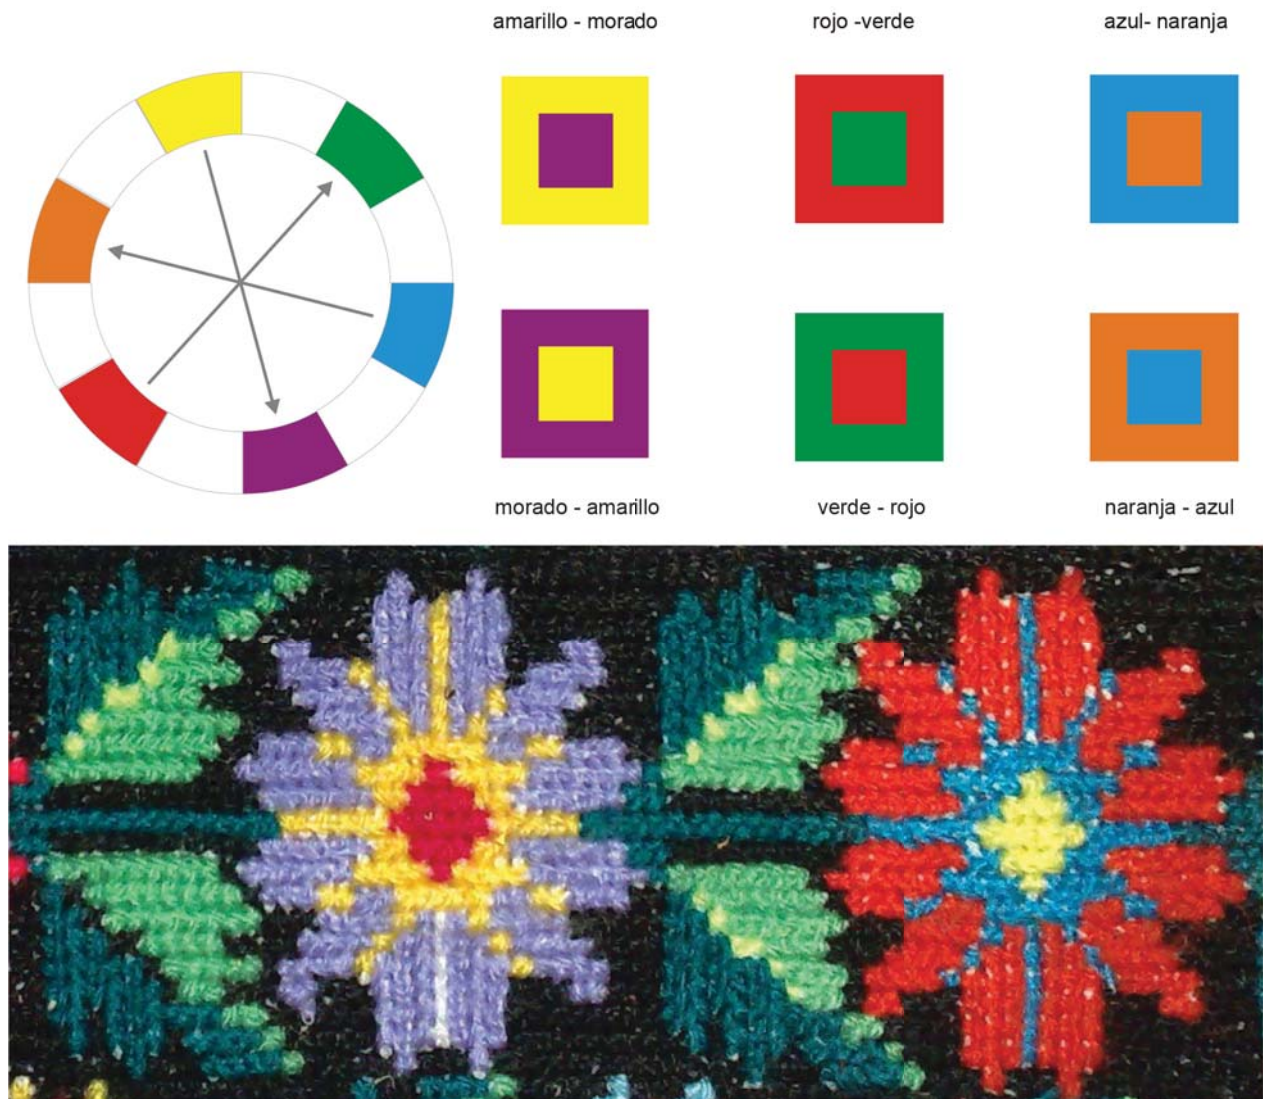 amarillo - morado
rojo -verde
azul- naranja
morado - amarillo
verde - rojo
naranja - azul